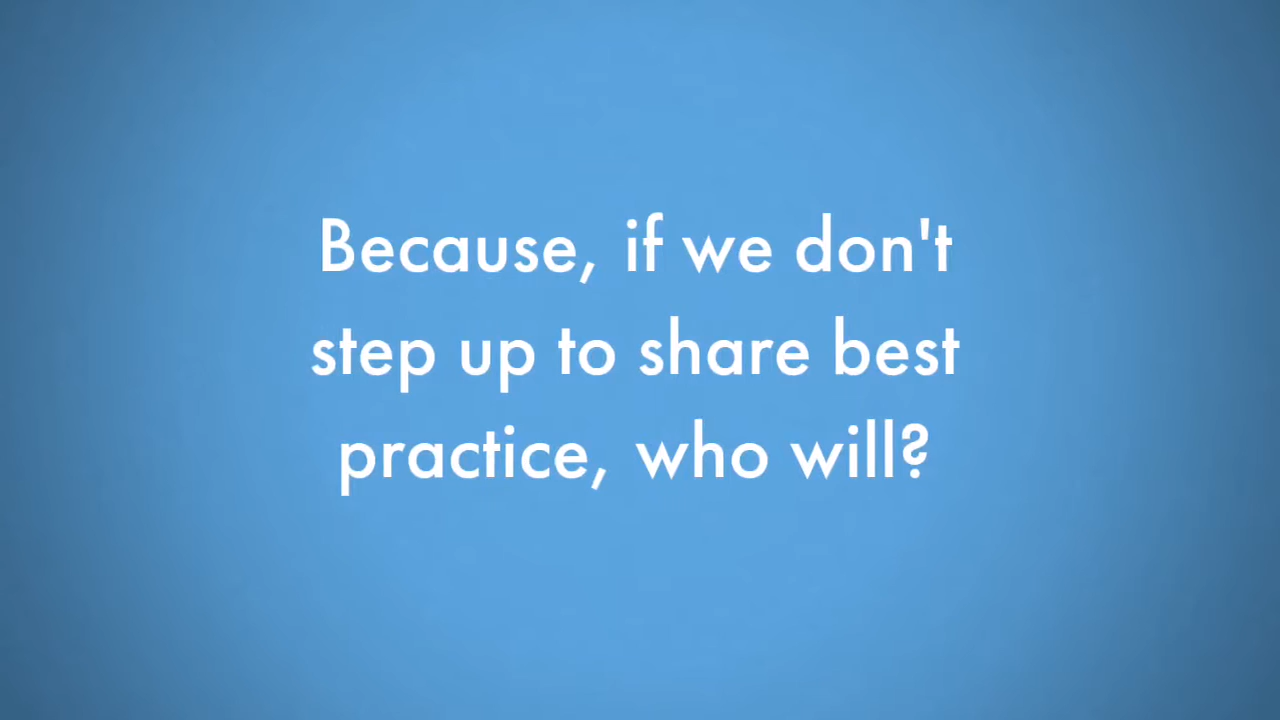 Because, if we don't
step up to share best
practice, who will?